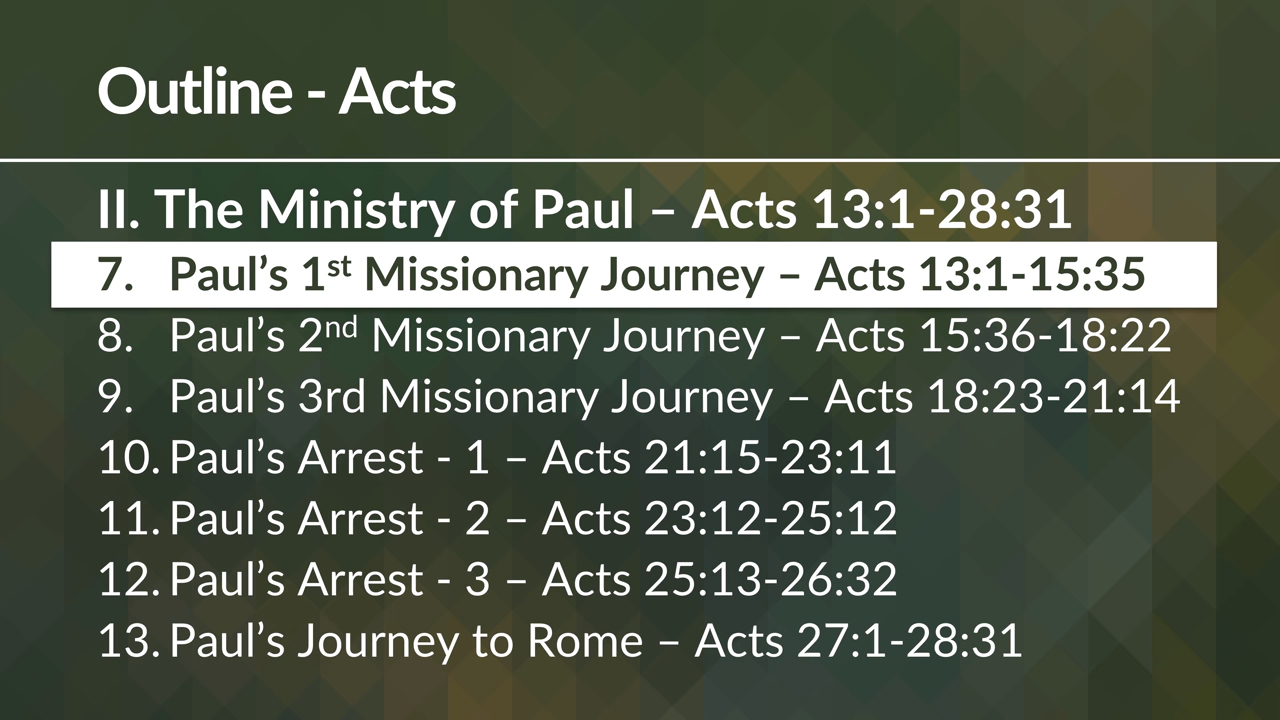 Outline - Acts
II. The Ministry of Paul – Acts 13:1-28:31
7. Paul’s 1st Missionary Journey – Acts 13:1-15:35
8. Paul’s 2nd Missionary Journey – Acts 15:36-18:22
9. Paul’s 3rd Missionary Journey – Acts 18:23-21:14
10. Paul’s Arrest - 1 – Acts 21:15-23:11
11. Paul’s Arrest - 2 – Acts 23:12-25:12
12. Paul’s Arrest - 3 – Acts 25:13-26:32
13. Paul’s Journey to Rome – Acts 27:1-28:31